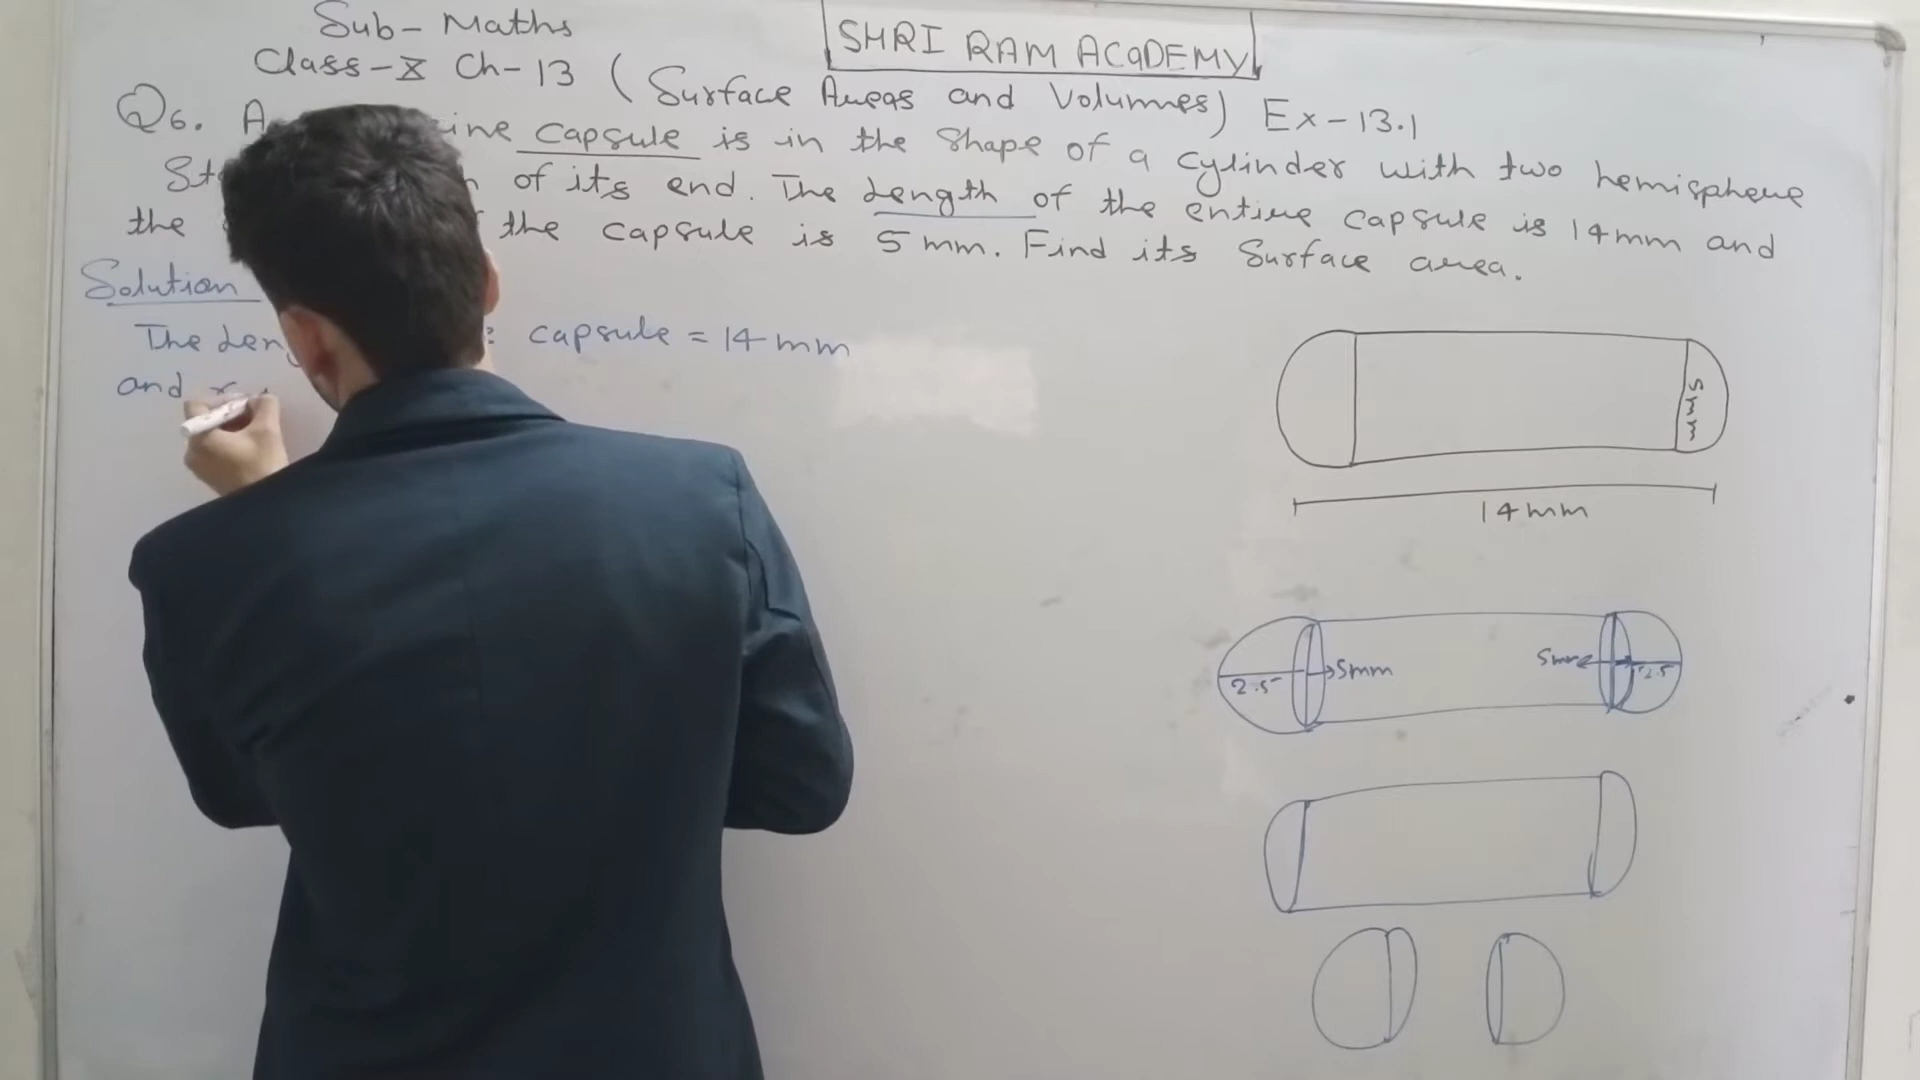 Sub- Maths
SHRI RAM ACADEMY
Class-X Ch-13 (Surface Areas and Volumes) Ex-13.1
Q6. A ine capsule is in the shape of a cylinder with two hemisphere
of its end. The Length of the entire capsule is 14mm and
the the capsule is 5mm. Find its Surface area.
Solution
The capsule = 14mm
and
5mm
14mm
2.5 5mm 5mm 2.5